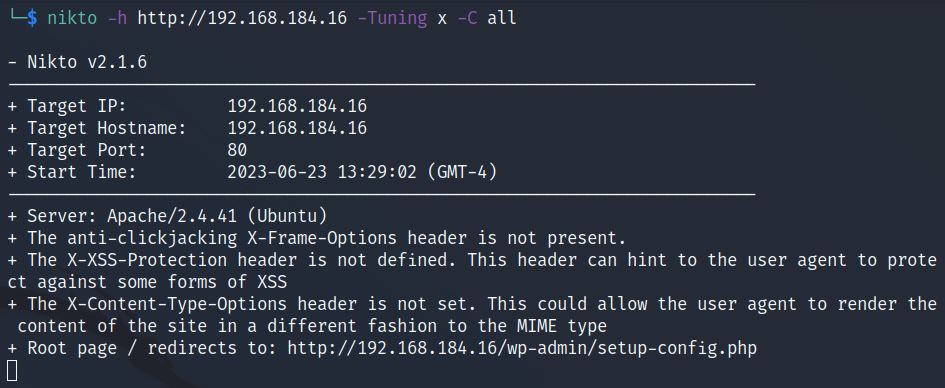 └─$ nikto -h http://192.168.184.16 -Tuning x -C all
- Nikto v2.1.6
---------------------------------------------------------------------------
+ Target IP:          192.168.184.16
+ Target Hostname:    192.168.184.16
+ Target Port:        80
+ Start Time:         2023-06-23 13:29:02 (GMT-4)
---------------------------------------------------------------------------
+ Server: Apache/2.4.41 (Ubuntu)
+ The anti-clickjacking X-Frame-Options header is not present.
+ The X-XSS-Protection header is not defined. This header can hint to the user agent to prote
ct against some forms of XSS
+ The X-Content-Type-Options header is not set. This could allow the user agent to render the
 content of the site in a different fashion to the MIME type
+ Root page / redirects to: http://192.168.184.16/wp-admin/setup-config.php